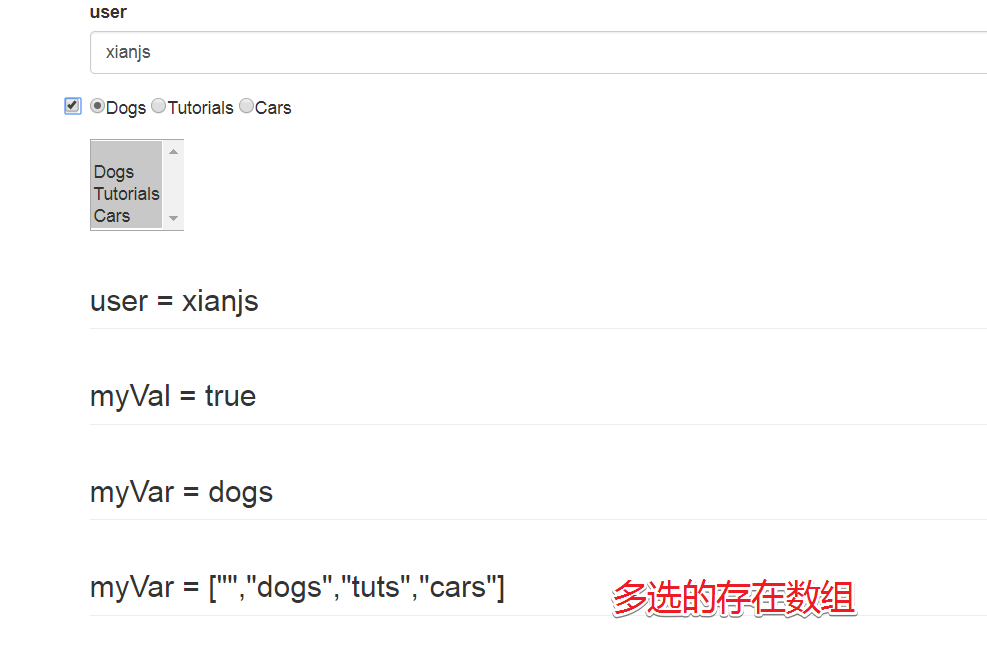 user
xianjs
Dogs Tutorials Cars
Dogs
Tutorials
Cars
user = xianjs
myVal = true
myVar = dogs
myVar = ["","dogs","tuts","cars"]
多选的存在数组